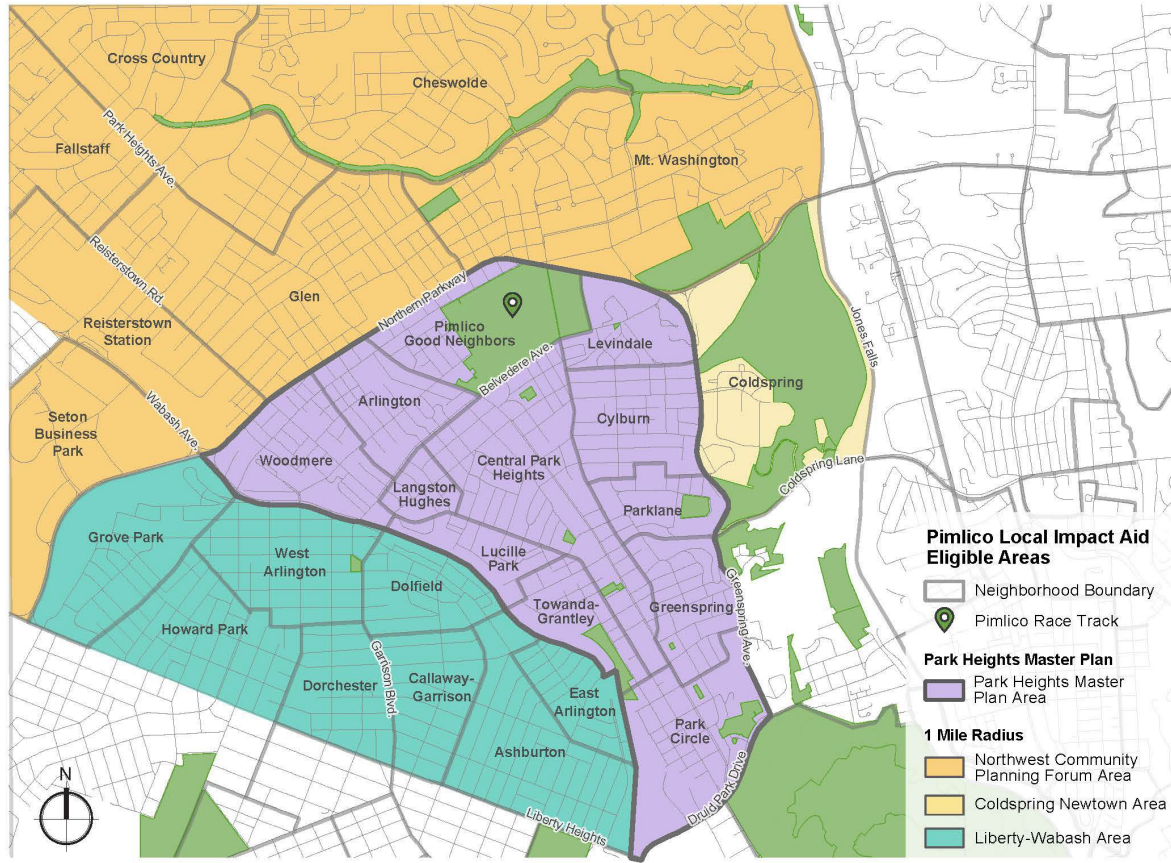 Cross Country
Cheswolde
Park Heights Ave.
Fallstaff
Mt. Washington
Reisterstown Rd.
Glen
Northern Parkway
Reisterstown
Station
Pimlico
Good Neighbors
Belvedere Ave.
Levindale
Jones Falls
Coldspring
Wabash Ave.
Arlington
Seton
Business
Park
Cylburn
Woodmere
Central Park
Heights
Coldspring Lane
Langston
Hughes
Parklane
Grove Park
West
Arlington
Lucille
Park
Dolfield
Towanda-
Grantley
Greenspring
Greenspring Ave.
Howard Park
Garrison Blvd.
Dorchester
Callaway-
Garrison
East
Arlington
Park
Circle
Ashburton
Druid Park Drive
Liberty Heights
N
Pimlico Local Impact Aid
Eligible Areas
Neighborhood Boundary
Pimlico Race Track
Park Heights Master Plan
Park Heights Master
Plan Area
1 Mile Radius
Northwest Community
Planning Forum Area
Coldspring Newtown Area
Liberty-Wabash Area